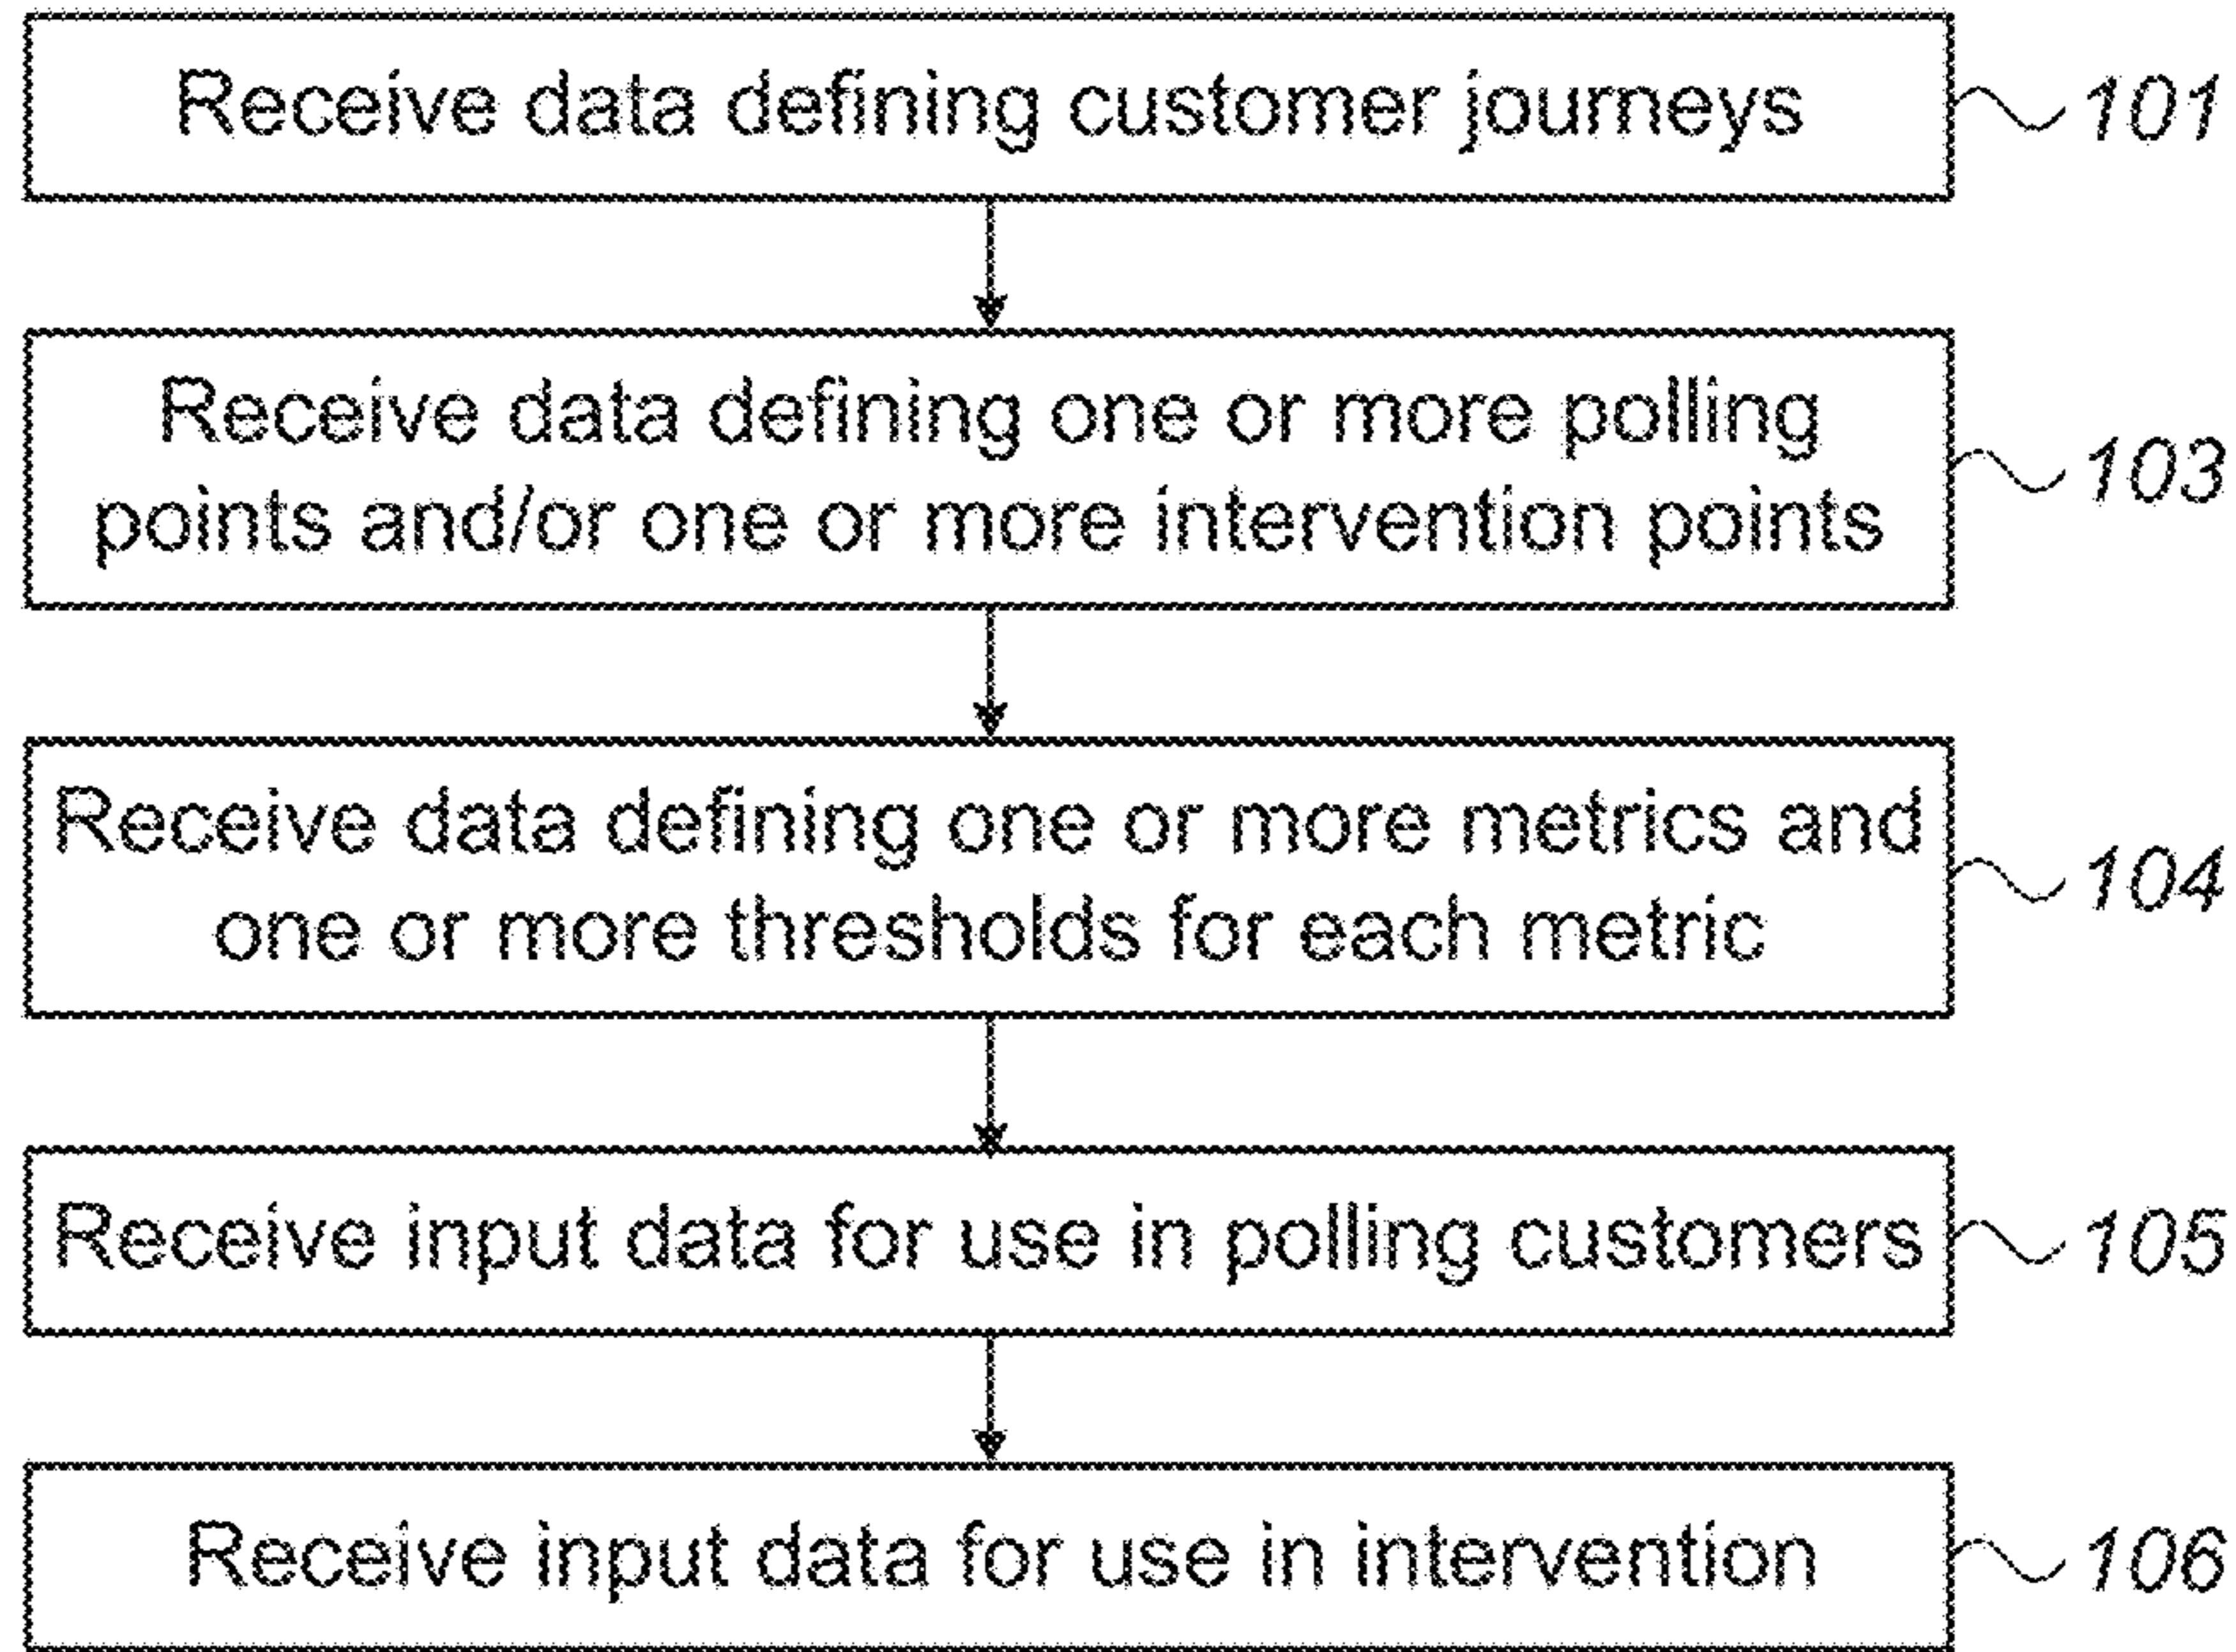 Receive data defining customer journeys 101
Receive data defining one or more polling
points and/or one or more intervention points 103
Receive data defining one or more metrics and
one or more thresholds for each metric 104
Receive input data for use in polling customers 105
Receive input data for use in intervention 106